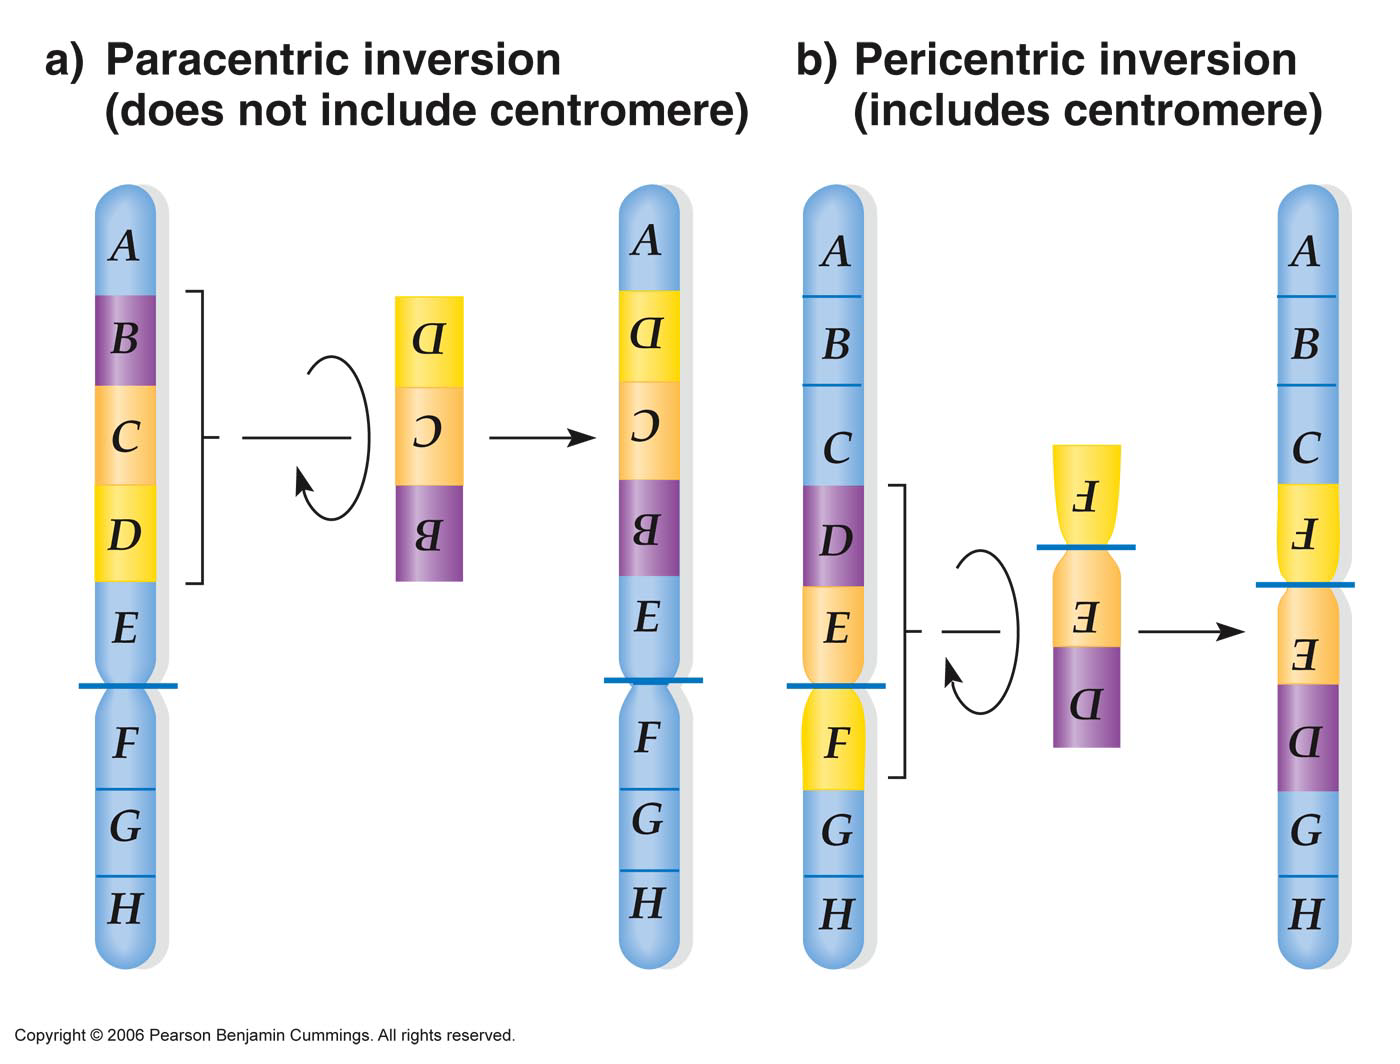 a) Paracentric inversion
(does not include centromere)
b) Pericentric inversion
(includes centromere)
A
B
C
D
E
F
G
H
D
C
B
A
D
C
B
E
F
G
H
A
B
C
D
E
F
G
H
F
E
D
A
B
C
F
E
D
G
H
Copyright © 2006 Pearson Benjamin Cummings. All rights reserved.